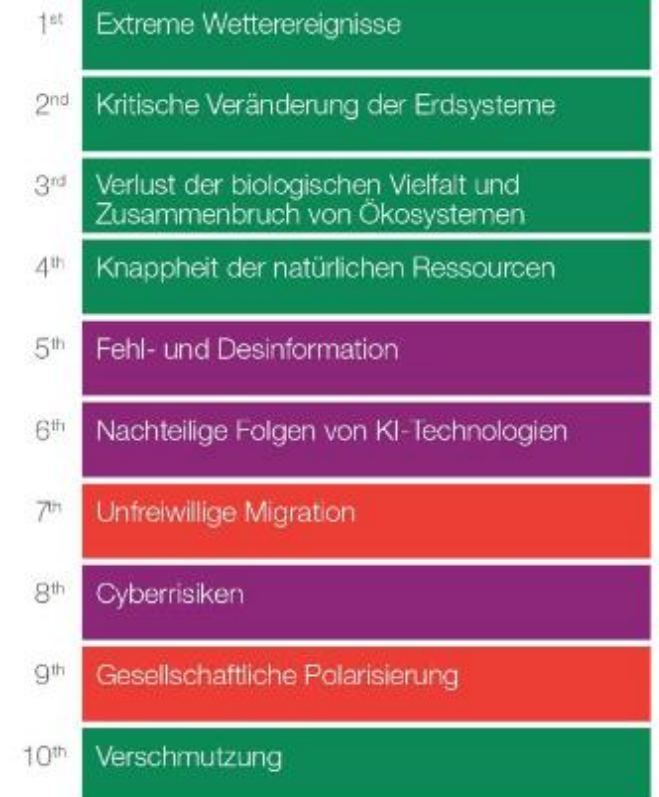 1st Extreme Wetterereignisse
2nd Kritische Veränderung der Erdsysteme
3rd Verlust der biologischen Vielfalt und
Zusammenbruch von Ökosystemen
4th Knappheit der natürlichen Ressourcen
5th Fehl- und Desinformation
6th Nachteilige Folgen von KI-Technologien
7th Unfreiwillige Migration
8th Cyberrisiken
9th Gesellschaftliche Polarisierung
10th Verschmutzung